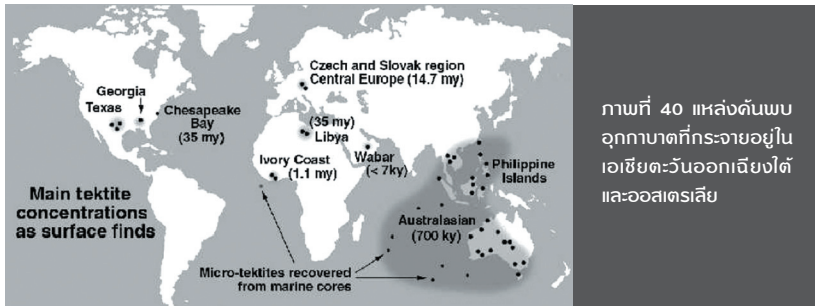 Czech and Slovak region
Central Europe (14.7 my)
Georgia
Texas
Chesapeake
Bay
(35 my)
(35 my)
Libya
Ivory Coast
(1.1 my)
Wabar
(< 7ky)
Philippine
Islands
Main tektite
concentrations
as surface finds
Australasian
(700 ky)
Micro-tektites recovered
from marine cores
ภาพที่ 40 แหล่งค้นพบ
อุกกาบาตที่กระจายอยู่ใน
เอเชียตะวันออกเฉียงใต้
และออสเตรเลีย